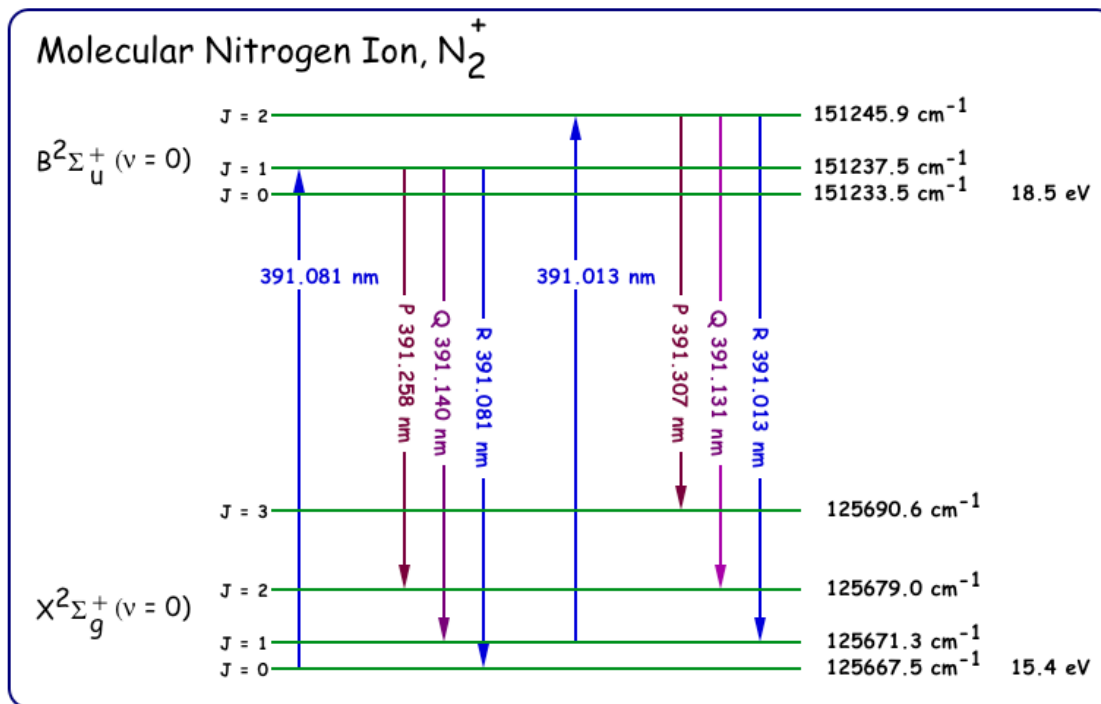 Molecular Nitrogen Ion, N₂⁺
J = 2 151245.9 cm⁻¹
B²Σᵤ⁺ (ν = 0)
J = 1 151237.5 cm⁻¹
J = 0 151233.5 cm⁻¹ 18.5 eV
391.081 nm 391.013 nm
P 391.258 nm
Q 391.140 nm
R 391.081 nm
P 391.307 nm
Q 391.131 nm
R 391.013 nm
J = 3 125690.6 cm⁻¹
J = 2 125679.0 cm⁻¹
X²Σg⁺ (ν = 0)
J = 1 125671.3 cm⁻¹
J = 0 125667.5 cm⁻¹ 15.4 eV